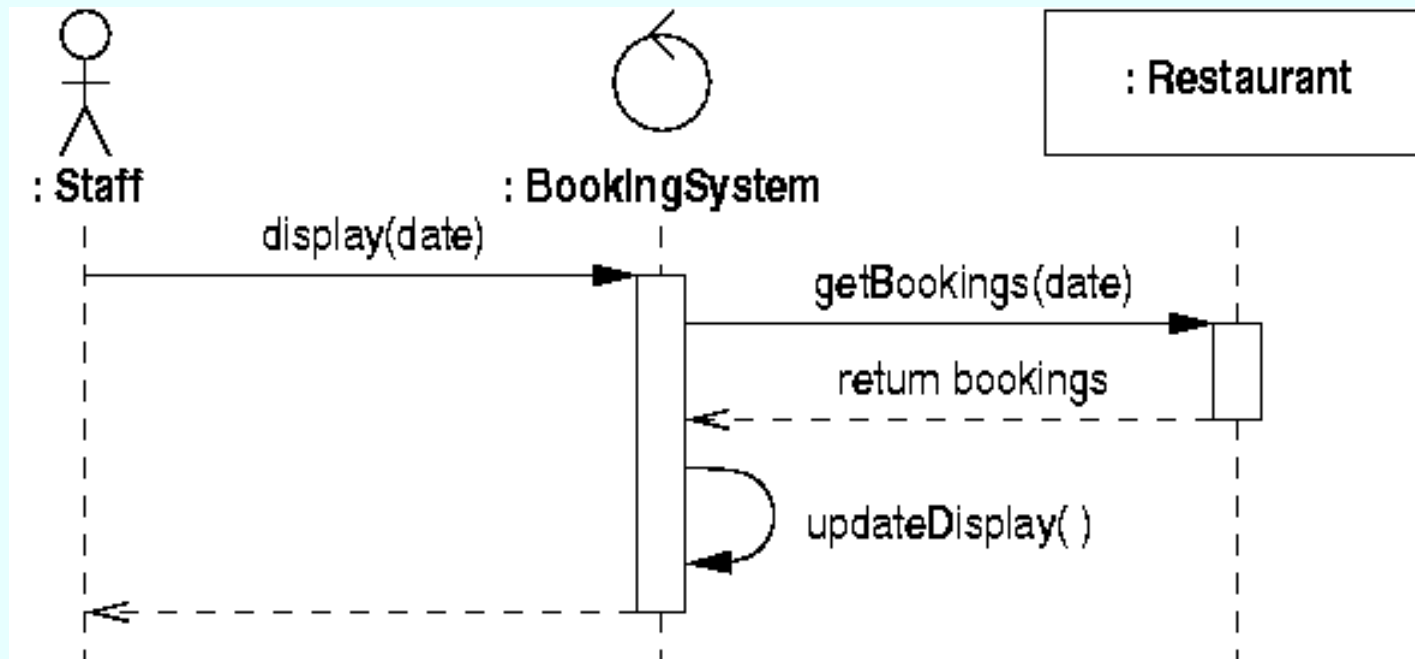 : Restaurant
: Staff
: BookingSystem
display(date)
getBookings(date)
return bookings
updateDisplay( )